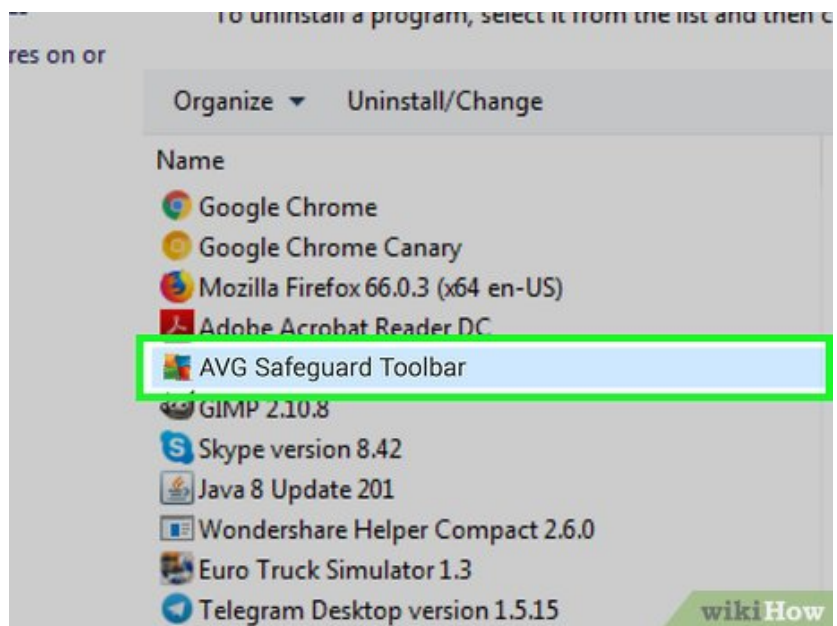 To uninstall a program, select it from the list and then c
res on or
Organize Uninstall/Change
Name
Google Chrome
Google Chrome Canary
Mozilla Firefox 66.0.3 (x64 en-US)
Adobe Acrobat Reader DC
AVG Safeguard Toolbar
GIMP 2.10.8
Skype version 8.42
Java 8 Update 201
Wondershare Helper Compact 2.6.0
Euro Truck Simulator 1.3
Telegram Desktop version 1.5.15
wikiHow